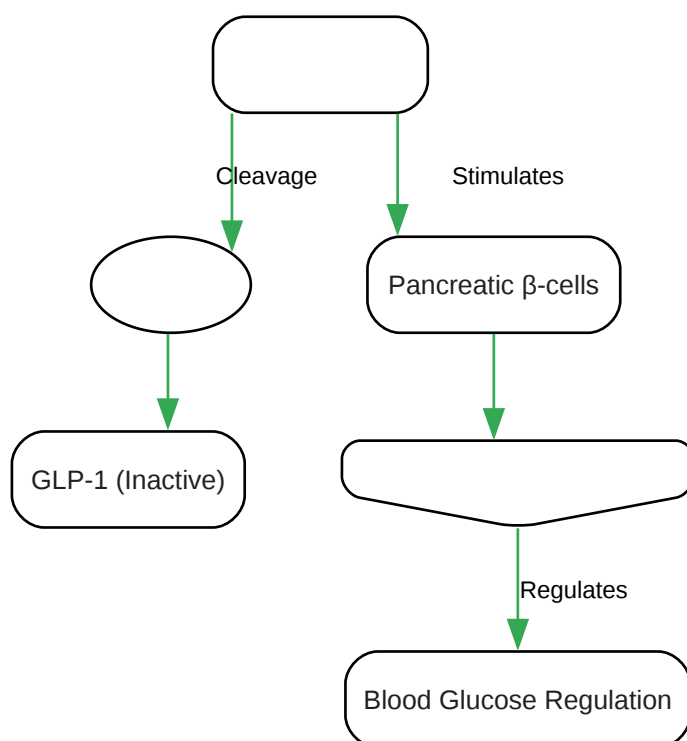 Cleavage
Stimulates
Pancreatic β-cells
GLP-1 (Inactive)
Regulates
Blood Glucose Regulation